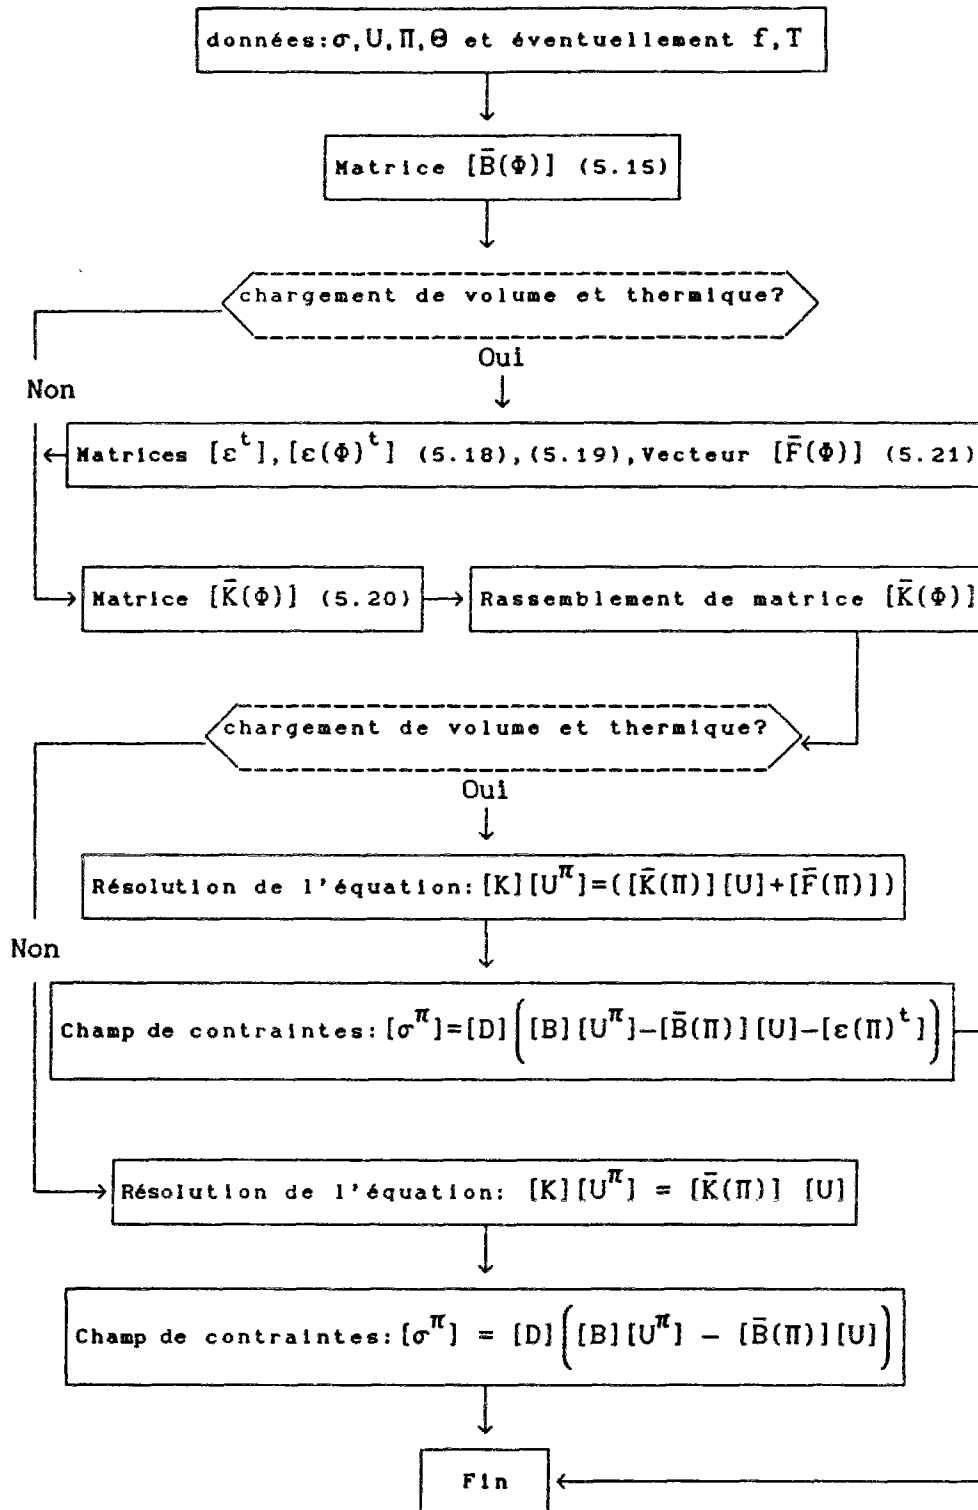 données:σ,U,Π,Θ et éventuellement f,T
Matrice [B̄(Φ)] (5.15)
chargement de volume et thermique?
Oui
Non
Matrices [ε^t],[ε(Φ)^t] (5.18),(5.19),Vecteur [F̄(Φ)] (5.21)
Matrice [K̄(Φ)] (5.20)
Rassemblement de matrice [K̄(Φ)]
chargement de volume et thermique?
Oui
Résolution de l'équation:[K][U^π]=([K̄(Π)][U]+[F̄(Π)])
Non
Champ de contraintes:[σ^π]=[D]([B][U^π]-[B̄(Π)][U]-[ε(Π)^t])
Résolution de l'équation: [K][U^π] = [K̄(Π)] [U]
Champ de contraintes:[σ^π] = [D]([B][U^π] - [B̄(Π)][U])
Fin